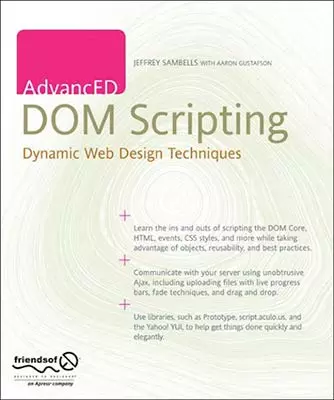 JEFFREY SAMBELLS WITH AARON GUSTAFSON
AdvancED
DOM Scripting
Dynamic Web Design Techniques
Learn the ins and outs of scripting the DOM Core,
HTML, events, CSS styles, and more while taking
advantage of objects, reusability, and best practices.
Communicate with your server using unobtrusive
Ajax, including uploading files with live progress
bars, fade techniques, and drag and drop.
Use libraries, such as Prototype, script.aculo.us, and
the Yahoo! YUI, to help get things done quickly and
elegantly.
friendsof
DESIGNER TO DESIGNER™
an Apress company